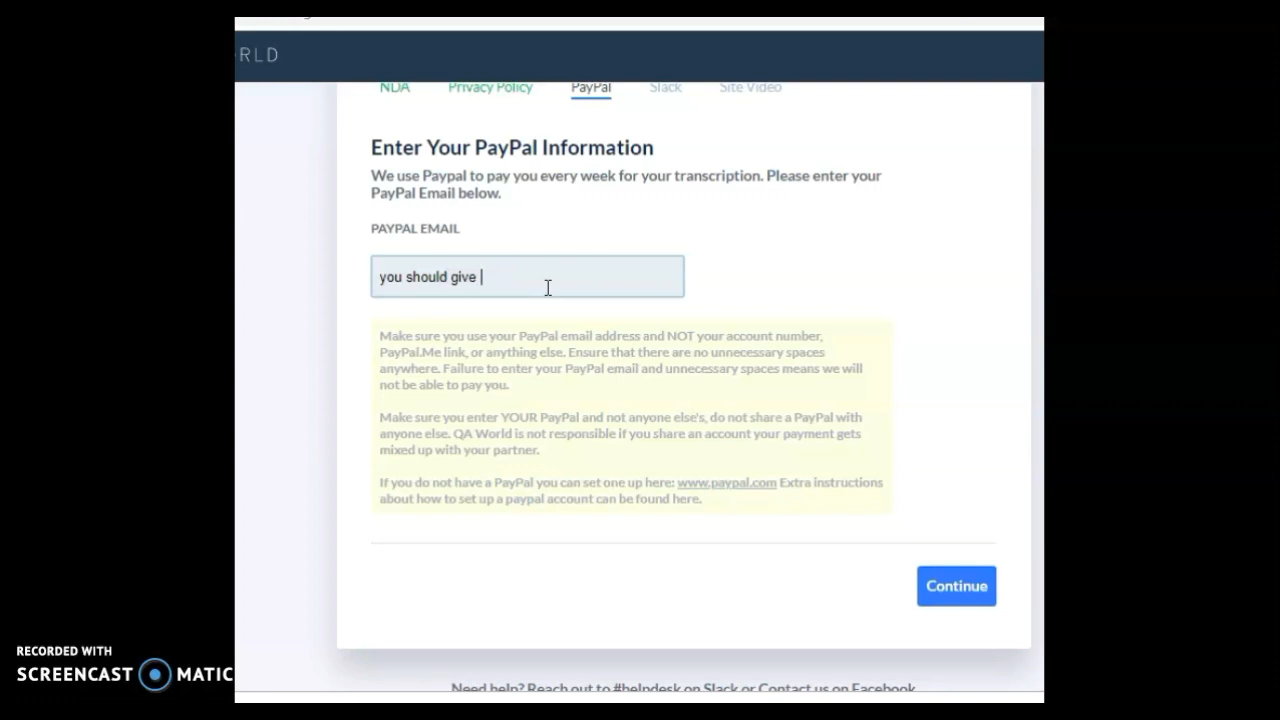 RLD
NDA Privacy Policy PayPal Slack Site Video
Enter Your PayPal Information
We use Paypal to pay you every week for your transcription. Please enter your
PayPal Email below.
PAYPAL EMAIL
you should give
Make sure you use your PayPal email address and NOT your account number,
PayPal.Me link, or anything else. Ensure that there are no unnecessary spaces
anywhere. Failure to enter your PayPal email and unnecessary spaces means we will
not be able to pay you.
Make sure you enter YOUR PayPal and not anyone else's, do not share a PayPal with
anyone else. QA World is not responsible if you share an account your payment gets
mixed up with your partner.
If you do not have a PayPal you can set one up here: www.paypal.com Extra instructions
about how to set up a paypal account can be found here.
Continue
RECORDED WITH
SCREENCAST MATIC
Need help? Reach out to #helpdesk on Slack or Contact us on Facebook